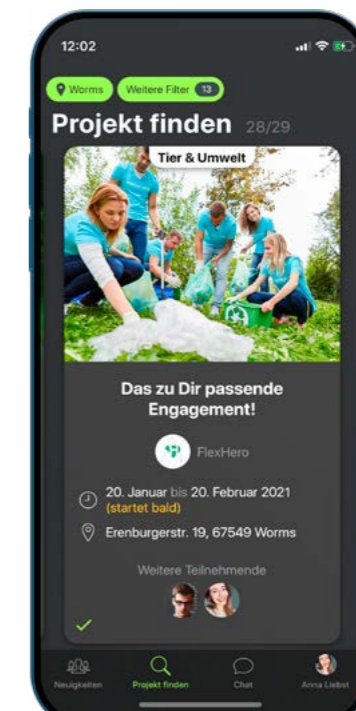 12:02
Worms
Weitere Filter 13
Projekt finden 28/29
Tier & Umwelt
Das zu Dir passende
Engagement!
FlexHero
20. Januar bis 20. Februar 2021
(startet bald)
Erenburgerstr. 19, 67549 Worms
Weitere Teilnehmende
Neuigkeiten
Projekt finden
Chat
Anna Liebst